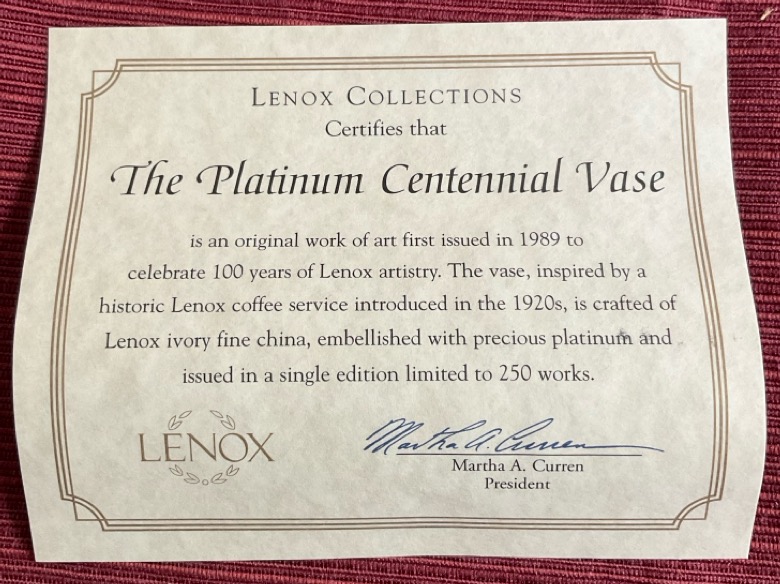 LENOX COLLECTIONS
Certifies that
The Platinum Centennial Vase
is an original work of art first issued in 1989 to
celebrate 100 years of Lenox artistry. The vase, inspired by a
historic Lenox coffee service introduced in the 1920s, is crafted of
Lenox ivory fine china, embellished with precious platinum and
issued in a single edition limited to 250 works.
LENOX
Martha A. Curren
Martha A. Curren
President